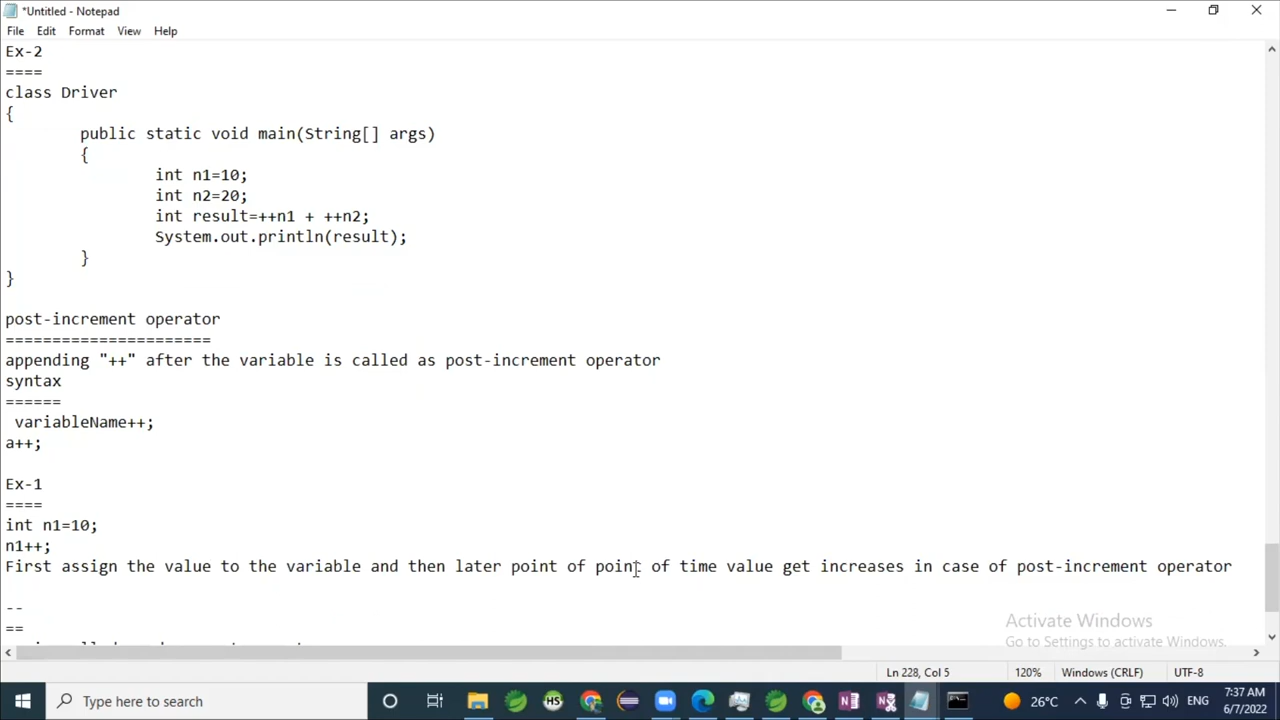 *Untitled - Notepad
File Edit Format View Help
Ex-2
====
class Driver
{
public static void main(String[] args)
{
int n1=10;
int n2=20;
int result=++n1 + ++n2;
System.out.println(result);
}
}
post-increment operator
======================
appending "++" after the variable is called as post-increment operator
syntax
======
variableName++;
a++;
Ex-1
====
int n1=10;
n1++;
First assign the value to the variable and then later point of point of time value get increases in case of post-increment operator
--
==
Activate Windows
Go to Settings to activate Windows.
Ln 228, Col 5 120% Windows (CRLF) UTF-8
Type here to search
HS
26°C
ENG
7:37 AM
6/7/2022